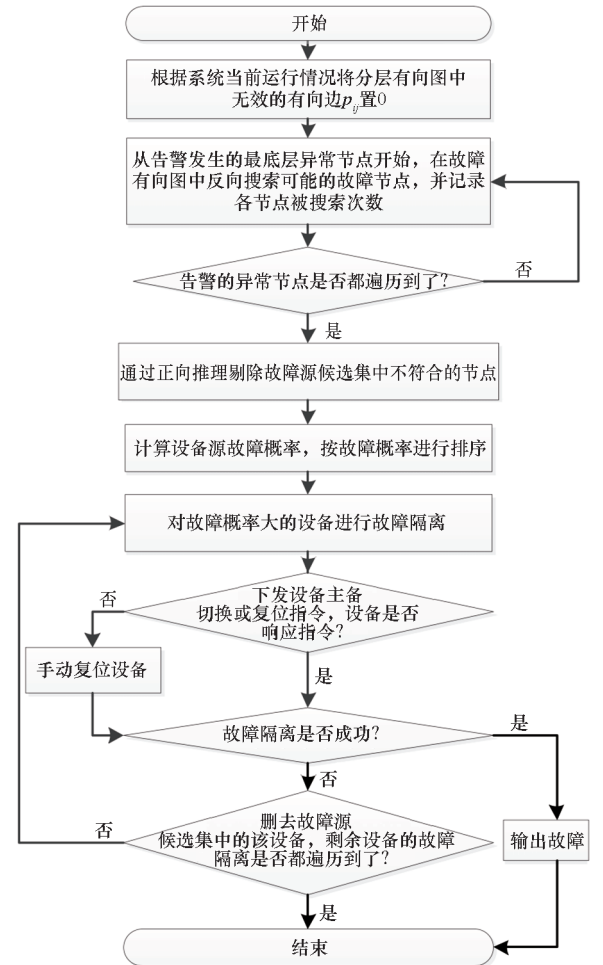 开始
根据系统当前运行情况将分层有向图中
无效的有向边pij置0
从告警发生的最底层异常节点开始，在故障
有向图中反向搜索可能的故障节点，并记录
各节点被搜索次数
告警的异常节点是否都遍历到了？
否
是
通过正向推理剔除故障源候选集中不符合的节点
计算设备源故障概率，按故障概率进行排序
对故障概率大的设备进行故障隔离
下发设备主备
切换或复位指令，设备是否
响应指令？
否
手动复位设备
是
故障隔离是否成功？
是
否
删去故障源
候选集中的该设备，剩余设备的故障
隔离是否都遍历到了？
否
输出故障
是
结束